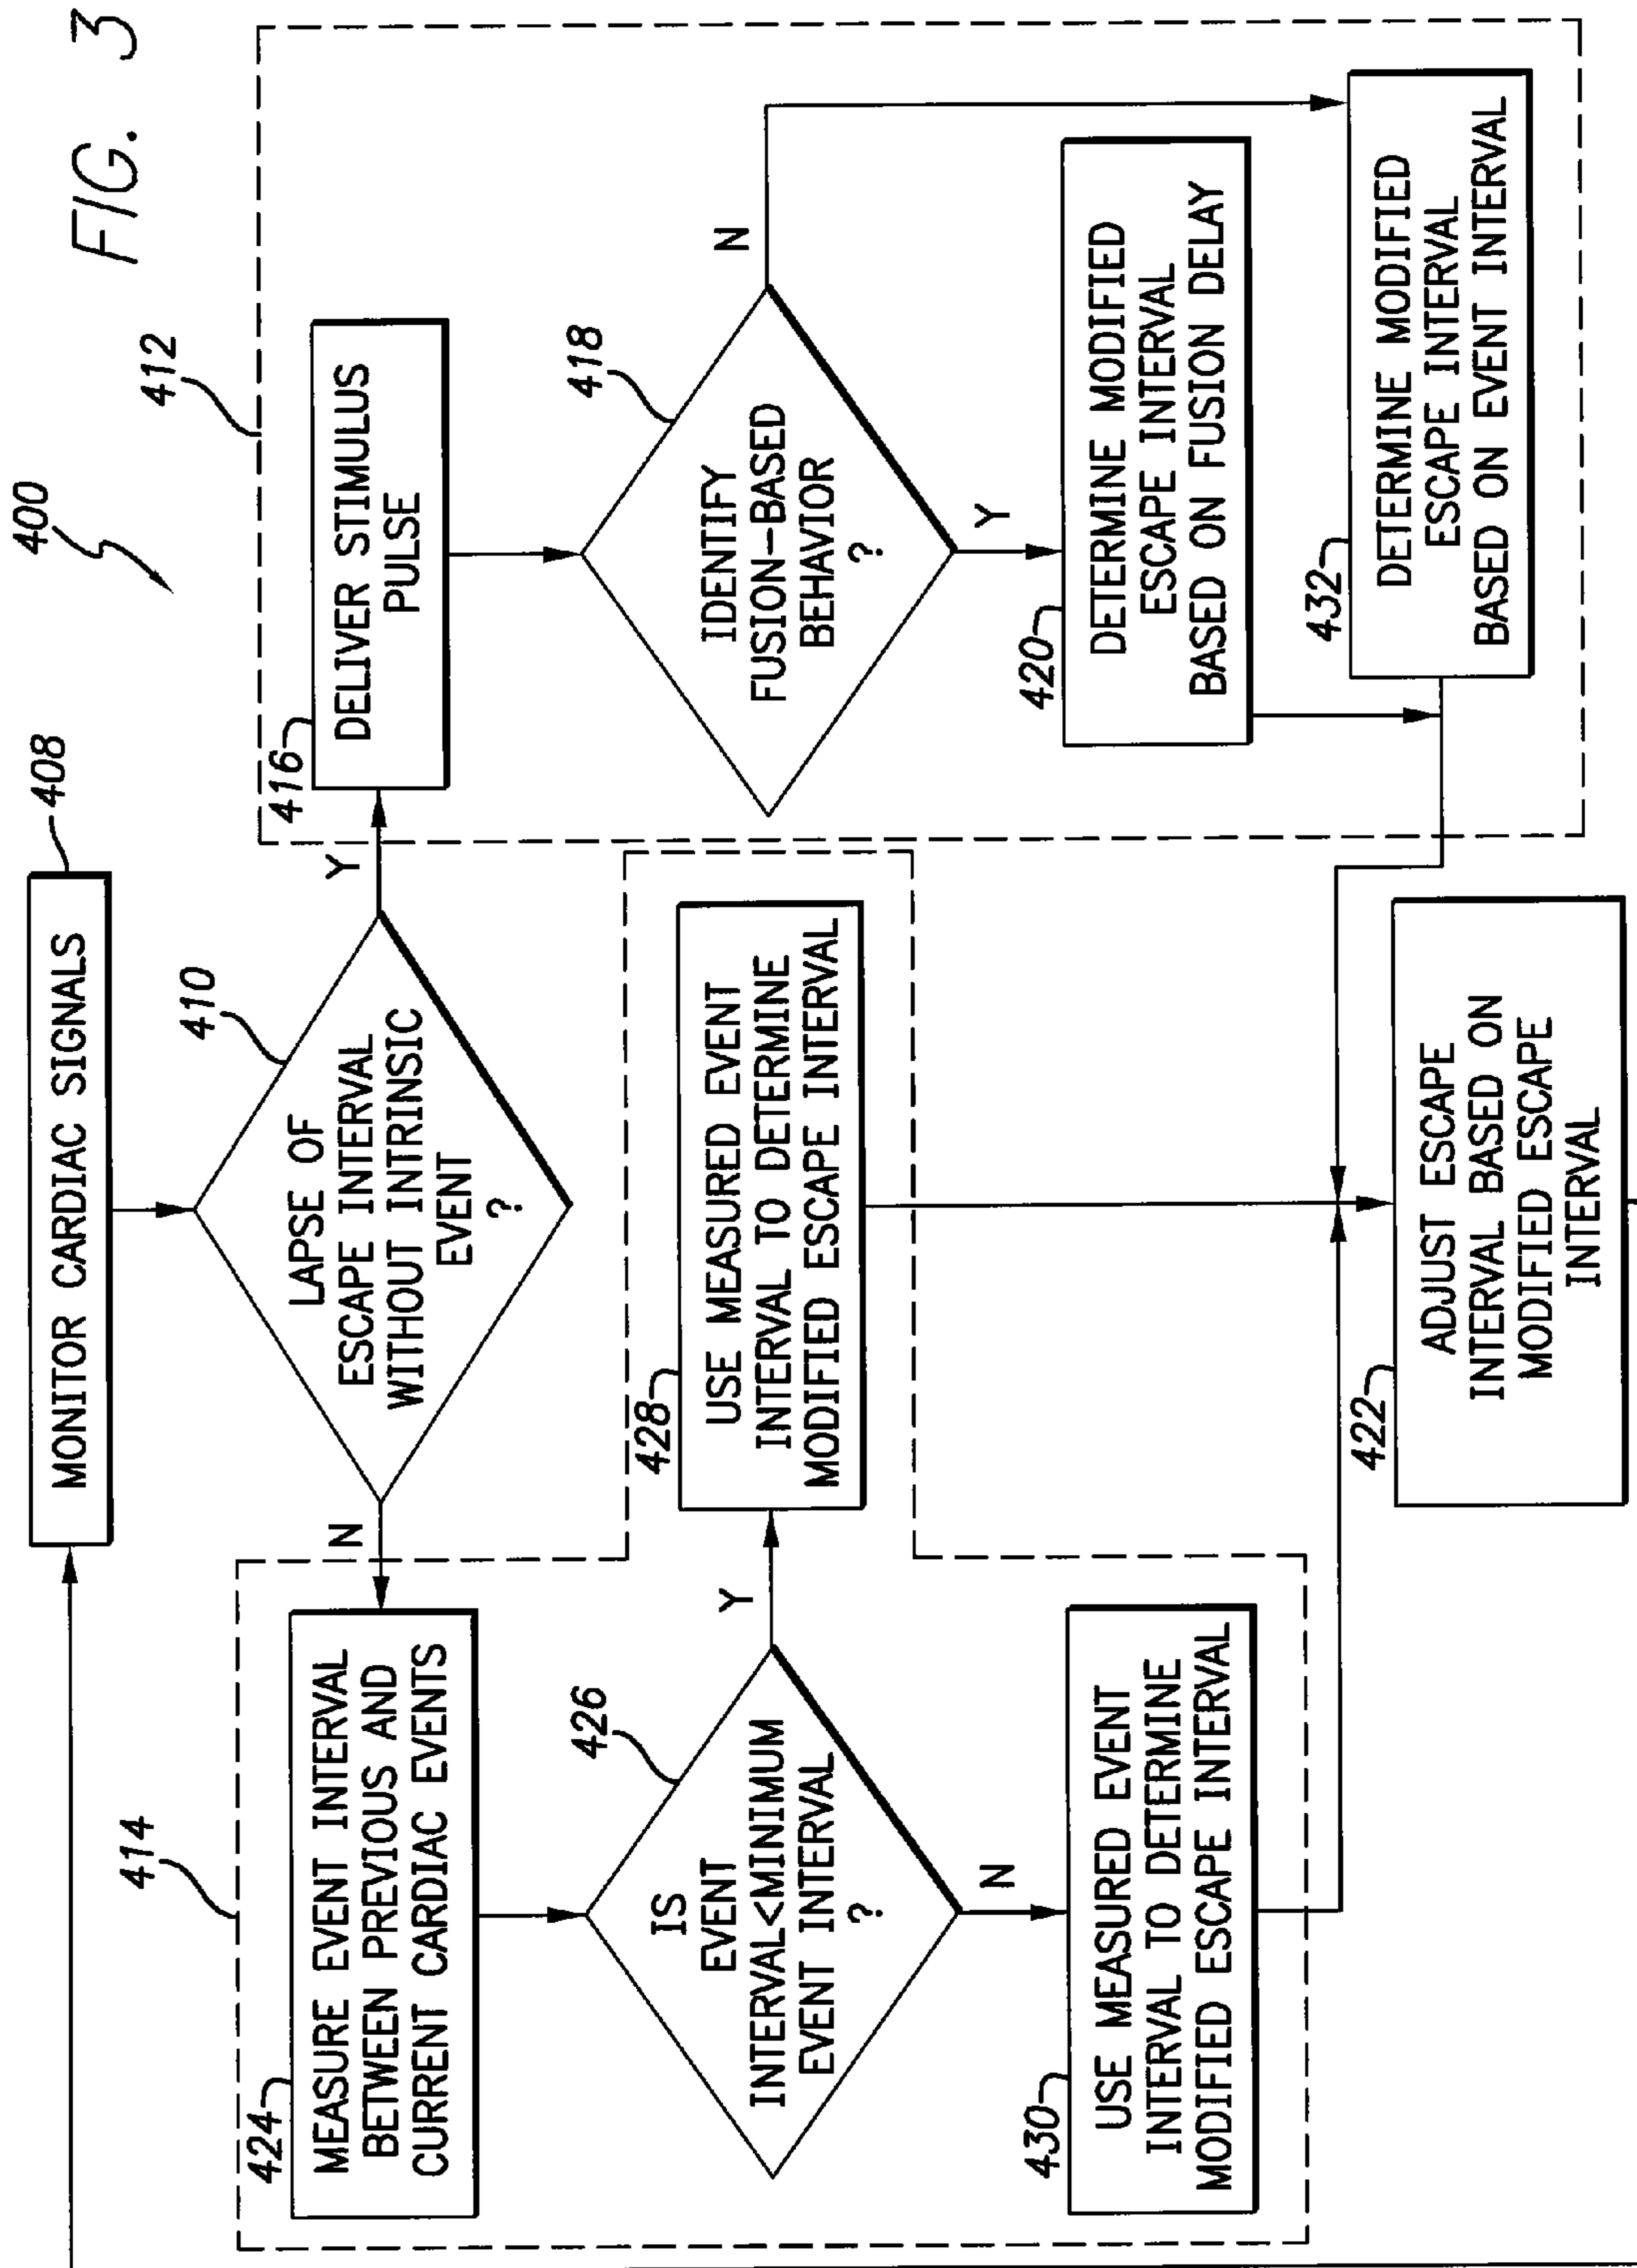 FIG. 3
400
408
MONITOR CARDIAC SIGNALS
410
LAPSE OF
ESCAPE INTERVAL
WITHOUT INTRINSIC
EVENT
?
N
Y
414
424
MEASURE EVENT INTERVAL
BETWEEN PREVIOUS AND
CURRENT CARDIAC EVENTS
426
IS
EVENT
INTERVAL<MINIMUM
EVENT INTERVAL
?
Y
N
428
USE MEASURED EVENT
INTERVAL TO DETERMINE
MODIFIED ESCAPE INTERVAL
430
USE MEASURED EVENT
INTERVAL TO DETERMINE
MODIFIED ESCAPE INTERVAL
412
416
DELIVER STIMULUS
PULSE
418
IDENTIFY
FUSION-BASED
BEHAVIOR
?
N
Y
420
DETERMINE MODIFIED
ESCAPE INTERVAL
BASED ON FUSION DELAY
432
DETERMINE MODIFIED
ESCAPE INTERVAL
BASED ON EVENT INTERVAL
422
ADJUST ESCAPE
INTERVAL BASED ON
MODIFIED ESCAPE
INTERVAL